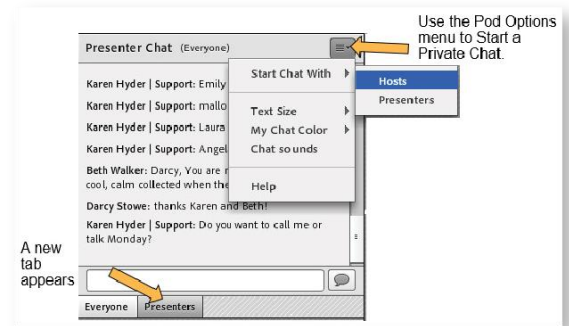 Use the Pod Options
menu to Start a
Private Chat.
Presenter Chat (Everyone)
Start Chat With
Hosts
Presenters
Text Size
My Chat Color
Chat sounds
Help
Karen Hyder | Support: Emily
Karen Hyder | Support: mallo
Karen Hyder | Support: Laura
Karen Hyder | Support: Angel
Beth Walker: Darcy, You are
cool, calm collected when the
Darcy Stowe: thanks Karen and Beth!
Karen Hyder | Support: Do you want to call me or
talk Monday?
A new
tab
appears
Everyone
Presenters